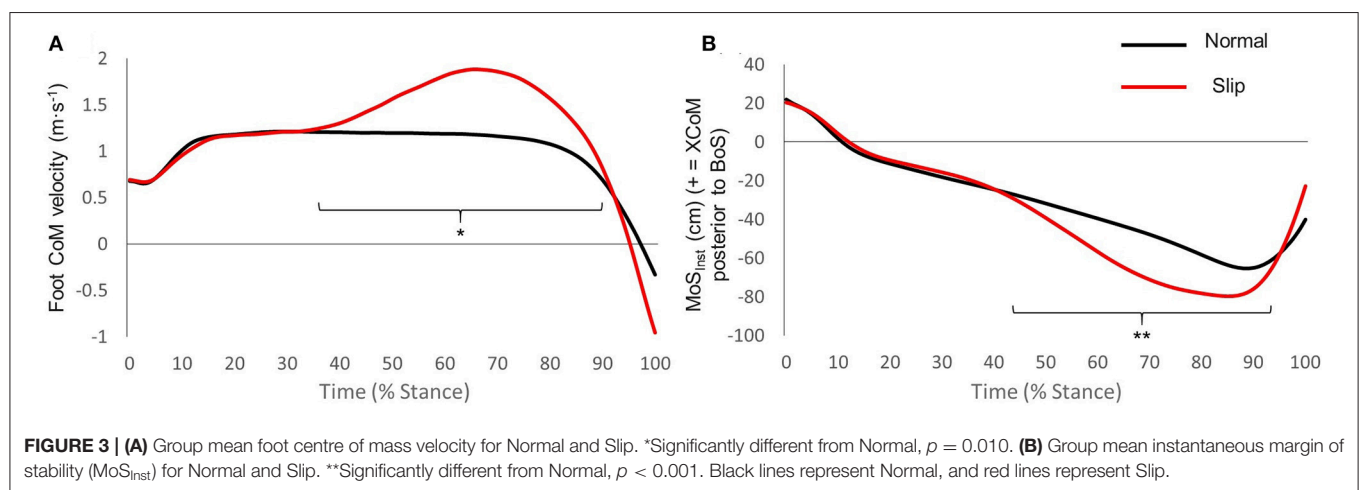 A
Foot CoM velocity (m·s⁻¹)
2
1.5
1
0.5
0
-0.5
-1
0 10 20 30 40 50 60 70 80 90 100
Time (% Stance)
*
B
MoS_Inst (cm) (+ = XCoM
posterior to BoS)
40
20
0
-20
-40
-60
-80
-100
0 10 20 30 40 50 60 70 80 90 100
Time (% Stance)
**
Normal
Slip
FIGURE 3 | (A) Group mean foot centre of mass velocity for Normal and Slip. *Significantly different from Normal, p = 0.010. (B) Group mean instantaneous margin of
stability (MoS_Inst) for Normal and Slip. **Significantly different from Normal, p < 0.001. Black lines represent Normal, and red lines represent Slip.